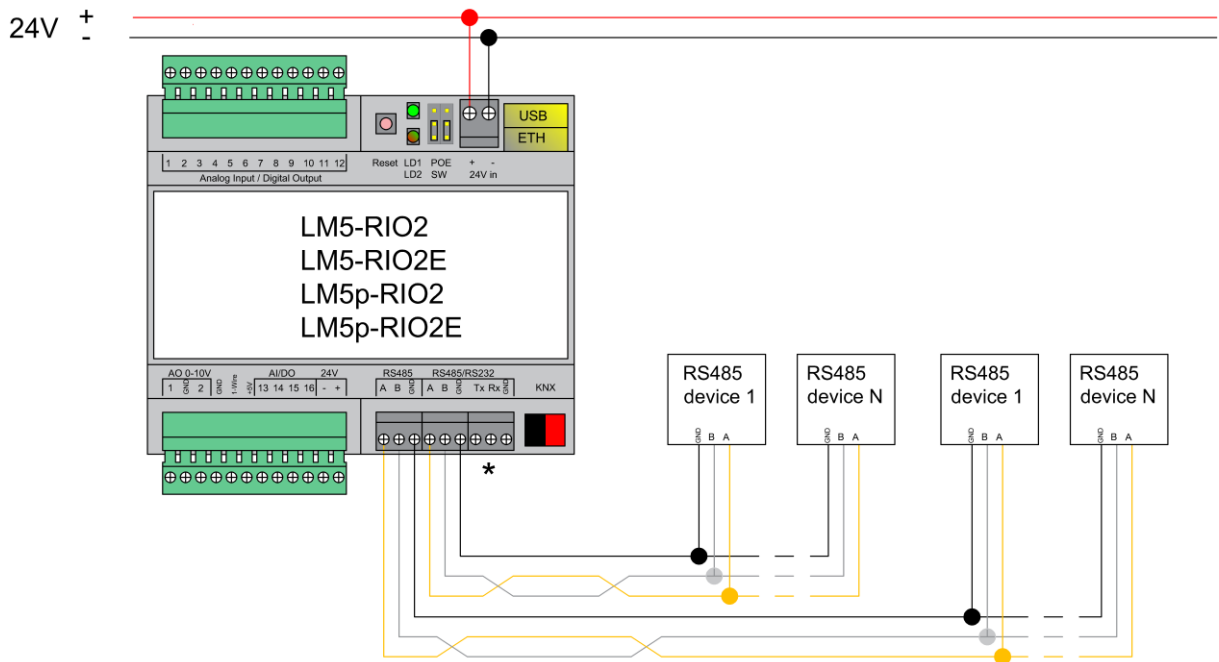 24V + -
USB
ETH
1 2 3 4 5 6 7 8 9 10 11 12
Analog Input / Digital Output
Reset LD1 POE + -
LD2 SW 24V in
LM5-RIO2
LM5-RIO2E
LM5p-RIO2
LM5p-RIO2E
AO 0-10V AI/DO 24V RS485 RS485/RS232
1 GND 2 GND 1-Wire +5V 13 14 15 16 - + A B GND A B GND Tx Rx GND KNX
*
RS485
device 1
GND B A
RS485
device N
GND B A
RS485
device 1
GND B A
RS485
device N
GND B A